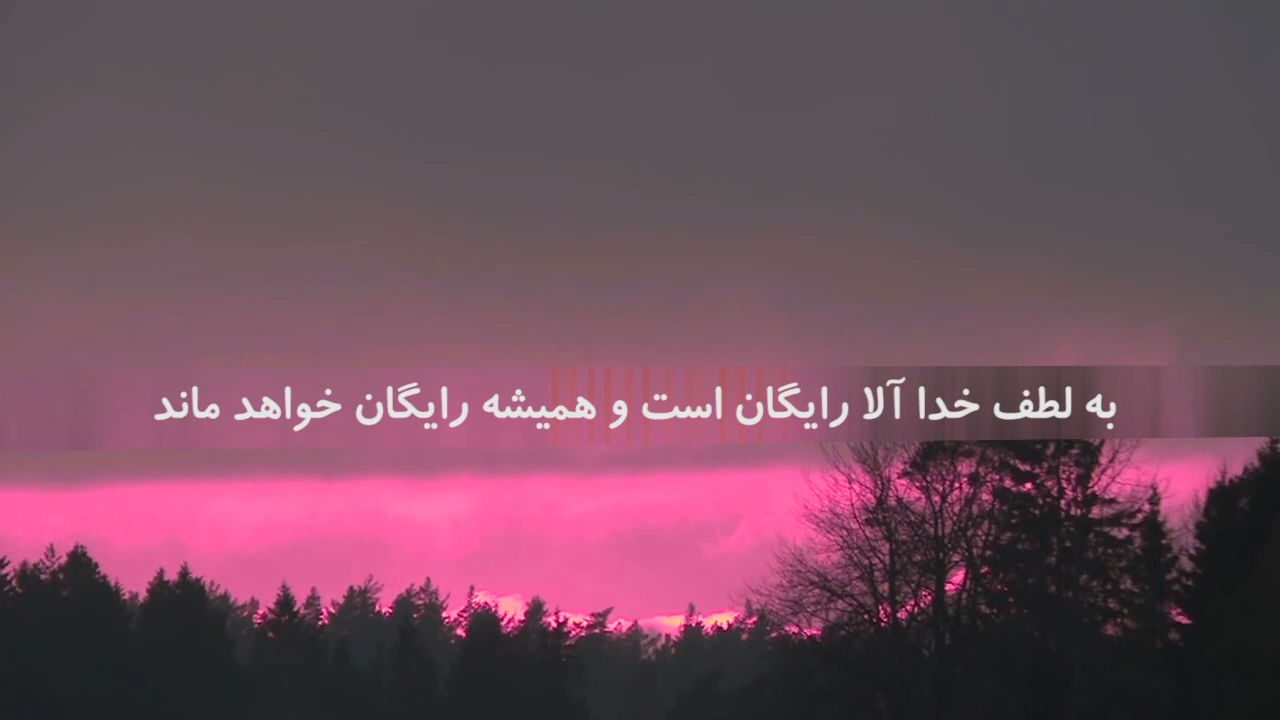 به لطف خدا آلا رایگان است و همیشه رایگان خواهد ماند